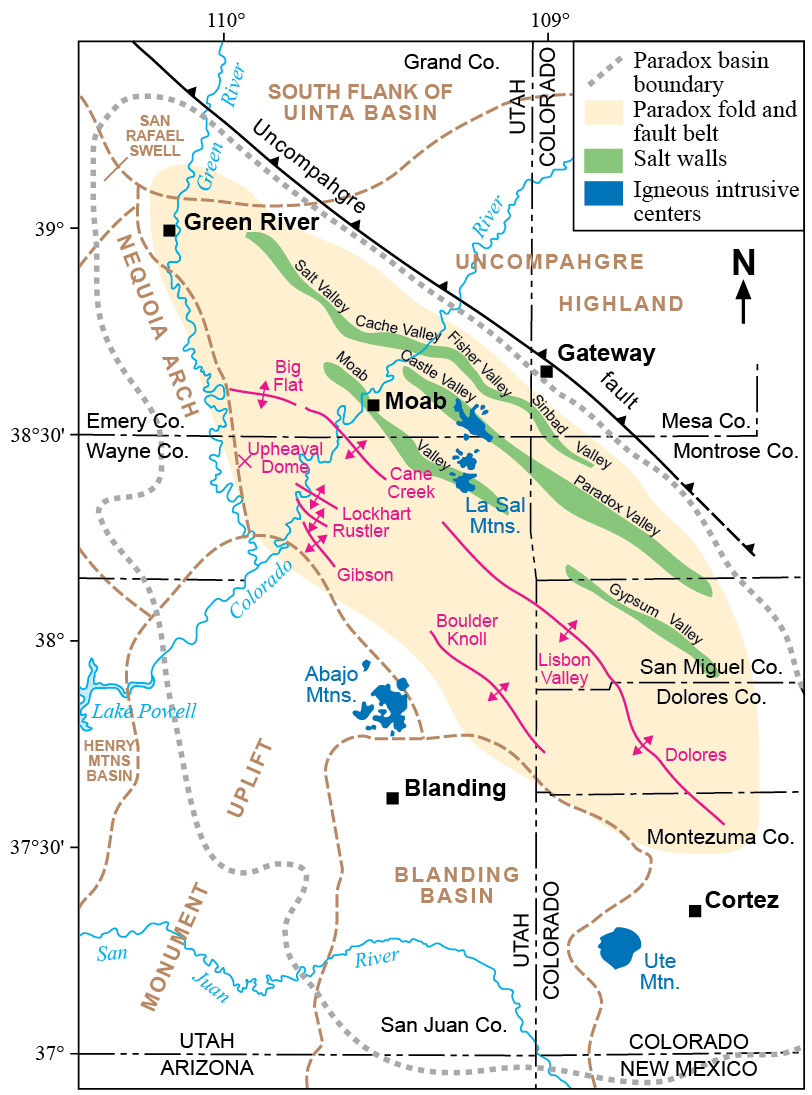 110°
109°
Grand Co.
UTAH
COLORADO
Paradox basin
boundary
Paradox fold and
fault belt
Salt walls
Igneous intrusive
centers
SOUTH FLANK OF
UINTA BASIN
SAN
RAFAEL
SWELL
Green
River
Uncompahgre
fault
39°
Green River
River
UNCOMPAHGRE
HIGHLAND
N
NEQUOIA ARCH
Salt Valley
Cache Valley
Fisher Valley
Sinbad
Valley
Gateway
Moab
Valley
Castle Valley
Big
Flat
Moab
38°30'
Emery Co.
Wayne Co.
Mesa Co.
Montrose Co.
Upheaval
Dome
Cane
Creek
La Sal
Mtns.
Paradox Valley
Lockhart
Rustler
Gibson
Colorado
Gypsum
Valley
38°
Boulder
Knoll
Lisbon
Valley
San Miguel Co.
Dolores Co.
Abajo
Mtns.
Lake Powell
HENRY
MTNS
BASIN
Dolores
Blanding
37°30'
Montezuma Co.
MONUMENT
UPLIFT
BLANDING
BASIN
Cortez
UTAH
COLORADO
San
Juan
River
Ute
Mtn.
San Juan Co.
37°
UTAH
ARIZONA
COLORADO
NEW MEXICO